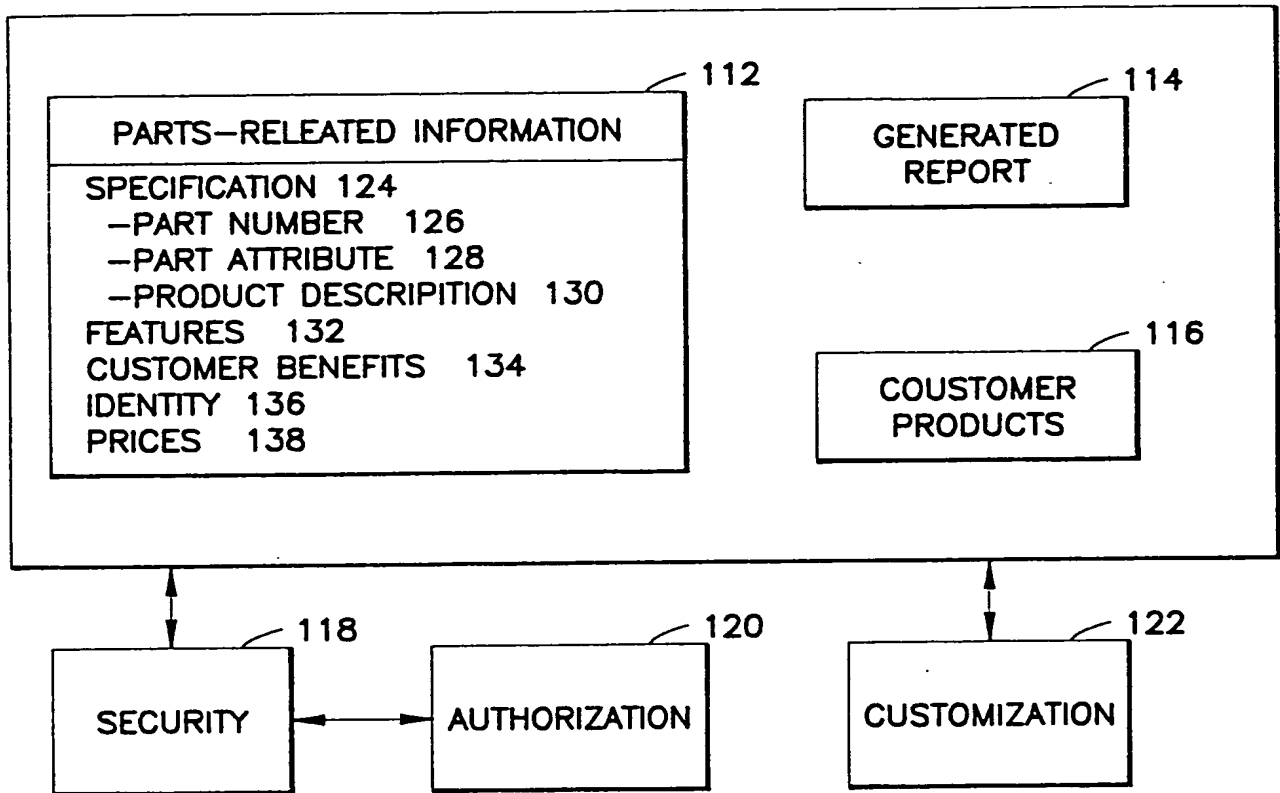 112
PARTS-RELEATED INFORMATION
SPECIFICATION 124
-PART NUMBER 126
-PART ATTRIBUTE 128
-PRODUCT DESCRIPITION 130
FEATURES 132
CUSTOMER BENEFITS 134
IDENTITY 136
PRICES 138
114
GENERATED
REPORT
116
COUSTOMER
PRODUCTS
118
SECURITY
120
AUTHORIZATION
122
CUSTOMIZATION